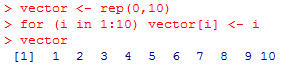 > vector <- rep(0,10)
> for (i in 1:10) vector[i] <- i
> vector
[1] 1 2 3 4 5 6 7 8 9 10